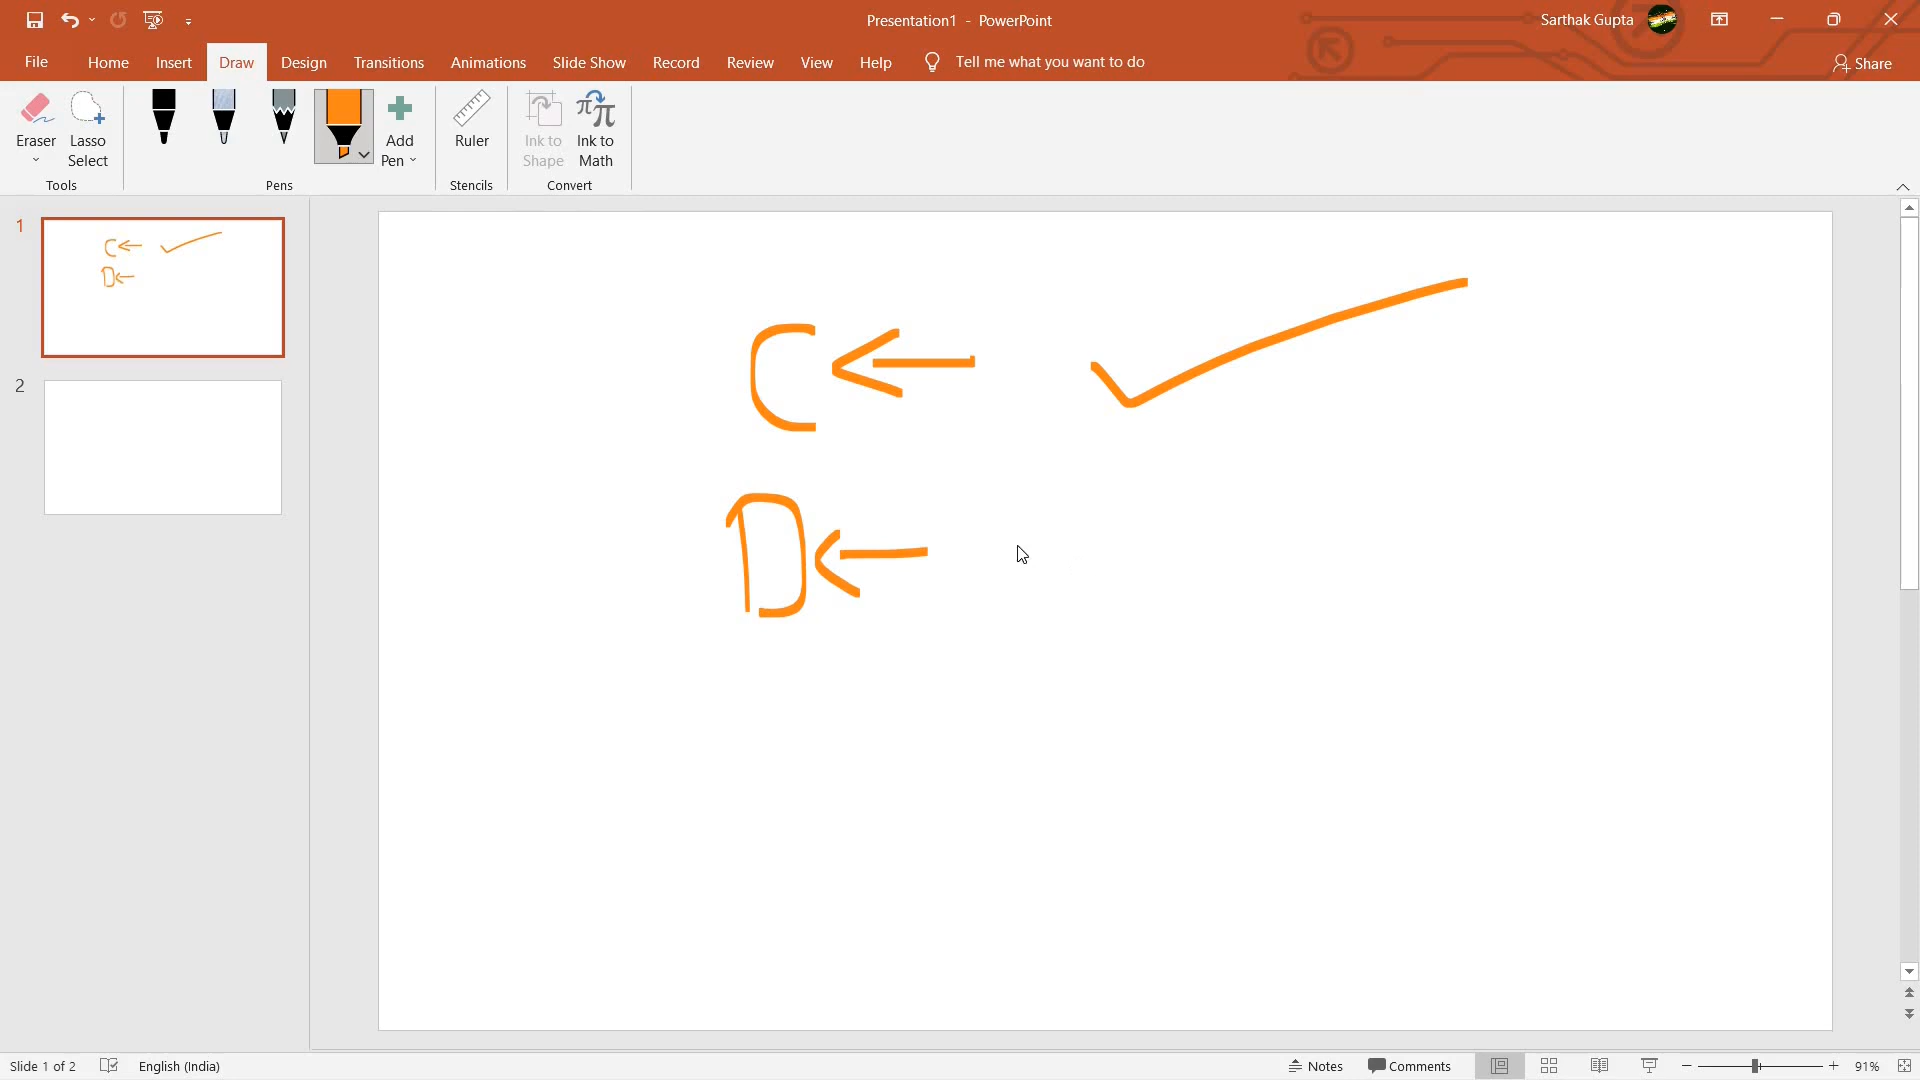 Presentation1 - PowerPoint
Sarthak Gupta
File Home Insert Draw Design Transitions Animations Slide Show Record Review View Help Tell me what you want to do
Share
Eraser
Lasso Select
Add Pen
Ruler
Ink to Shape
Ink to Math
Tools
Pens
Stencils
Convert
1
C ← ✓
D ←
2
C ← ✓
D ←
Slide 1 of 2
English (India)
Notes
Comments
91%